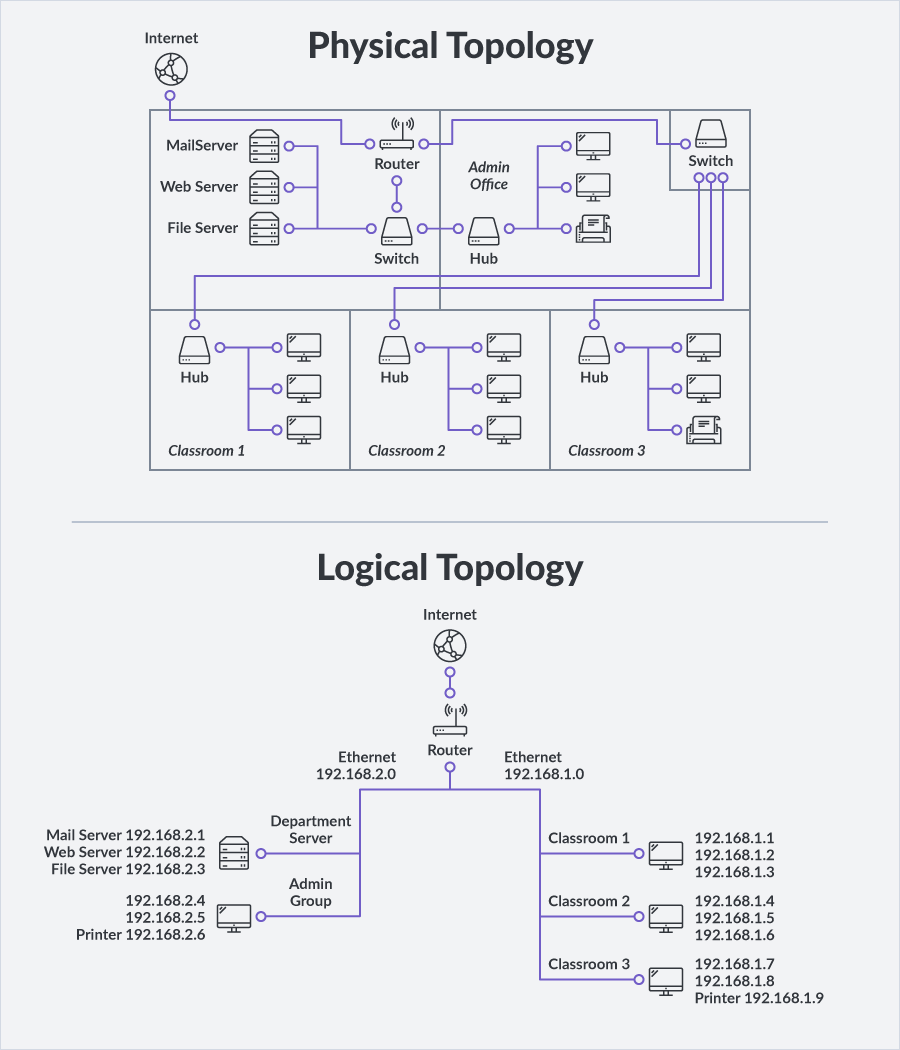 Internet
Physical Topology
MailServer
Router
Admin
Office
Switch
Web Server
File Server
Switch
Hub
Hub
Hub
Hub
Classroom 1
Classroom 2
Classroom 3
Logical Topology
Internet
Router
Ethernet
192.168.2.0
Ethernet
192.168.1.0
Department
Server
Mail Server 192.168.2.1
Web Server 192.168.2.2
File Server 192.168.2.3
Admin
Group
192.168.2.4
192.168.2.5
Printer 192.168.2.6
Classroom 1
192.168.1.1
192.168.1.2
192.168.1.3
Classroom 2
192.168.1.4
192.168.1.5
192.168.1.6
Classroom 3
192.168.1.7
192.168.1.8
Printer 192.168.1.9